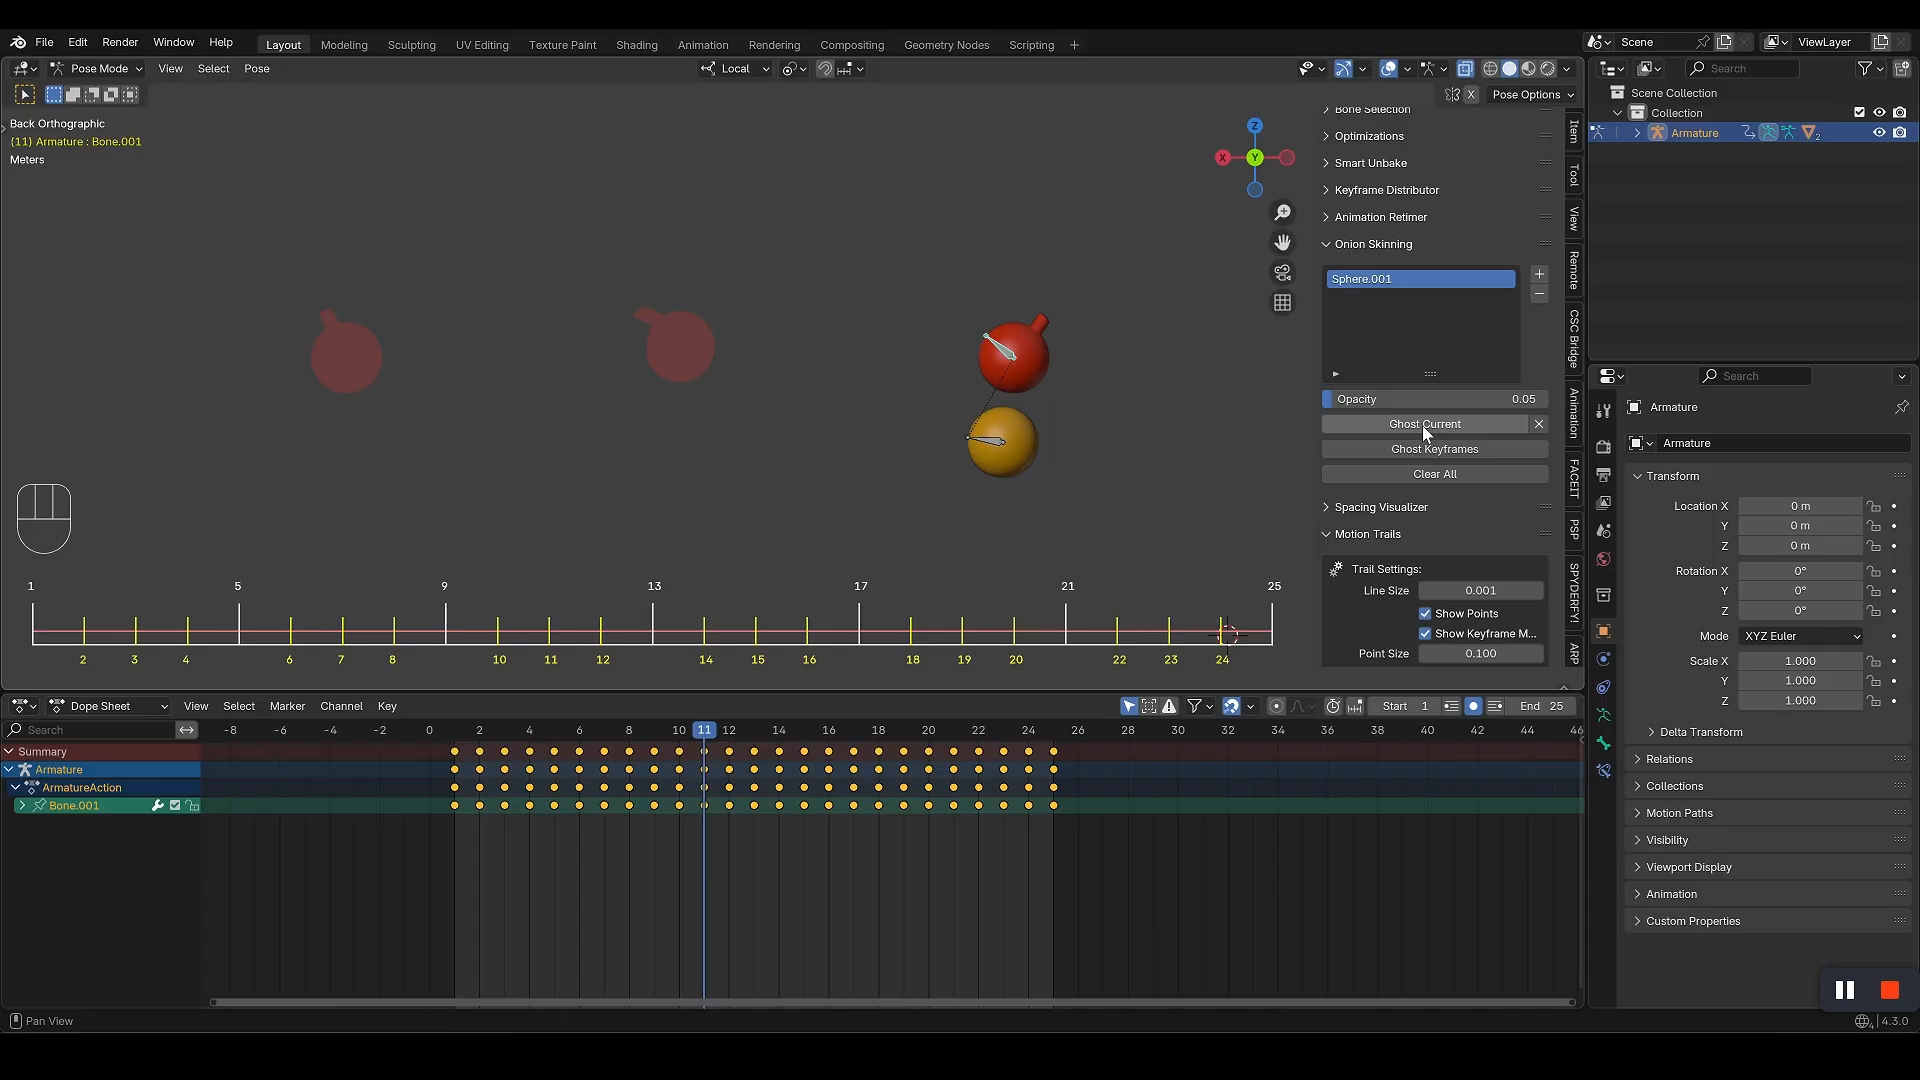 File Edit Render Window Help Layout Modeling Sculpting UV Editing Texture Paint Shading Animation Rendering Compositing Geometry Nodes Scripting + Scene ViewLayer
Pose Mode View Select Pose Local Search
X Pose Options
Back Orthographic
(11) Armature : Bone.001
Meters
Z
X
Y
Bone Selection
Optimizations
Smart Unbake
Keyframe Distributor
Animation Retimer
Onion Skinning
Sphere.001
Opacity 0.05
Ghost Current
Ghost Keyframes
Clear All
Spacing Visualizer
Motion Trails
Trail Settings:
Line Size 0.001
Show Points
Show Keyframe M...
Point Size 0.100
Item
Tool
View
Remote
CSC Bridge
Animation
FACEIT
PSP
SPYDERFY!
ARP
1 5 9 13 17 21 25
2 3 4 6 7 8 10 11 12 14 15 16 18 19 20 22 23 24
Dope Sheet View Select Marker Channel Key Start 1 End 25
Search -8 -6 -4 -2 0 2 4 6 8 10 11 12 14 16 18 20 22 24 26 28 30 32 34 36 38 40 42 44 46
Summary
Armature
ArmatureAction
Bone.001
Pan View
Scene Collection
Collection
Armature 2
Search
Armature
Armature
Transform
Location X 0 m
Y 0 m
Z 0 m
Rotation X 0°
Y 0°
Z 0°
Mode XYZ Euler
Scale X 1.000
Y 1.000
Z 1.000
Delta Transform
Relations
Collections
Motion Paths
Visibility
Viewport Display
Animation
Custom Properties
4.3.0